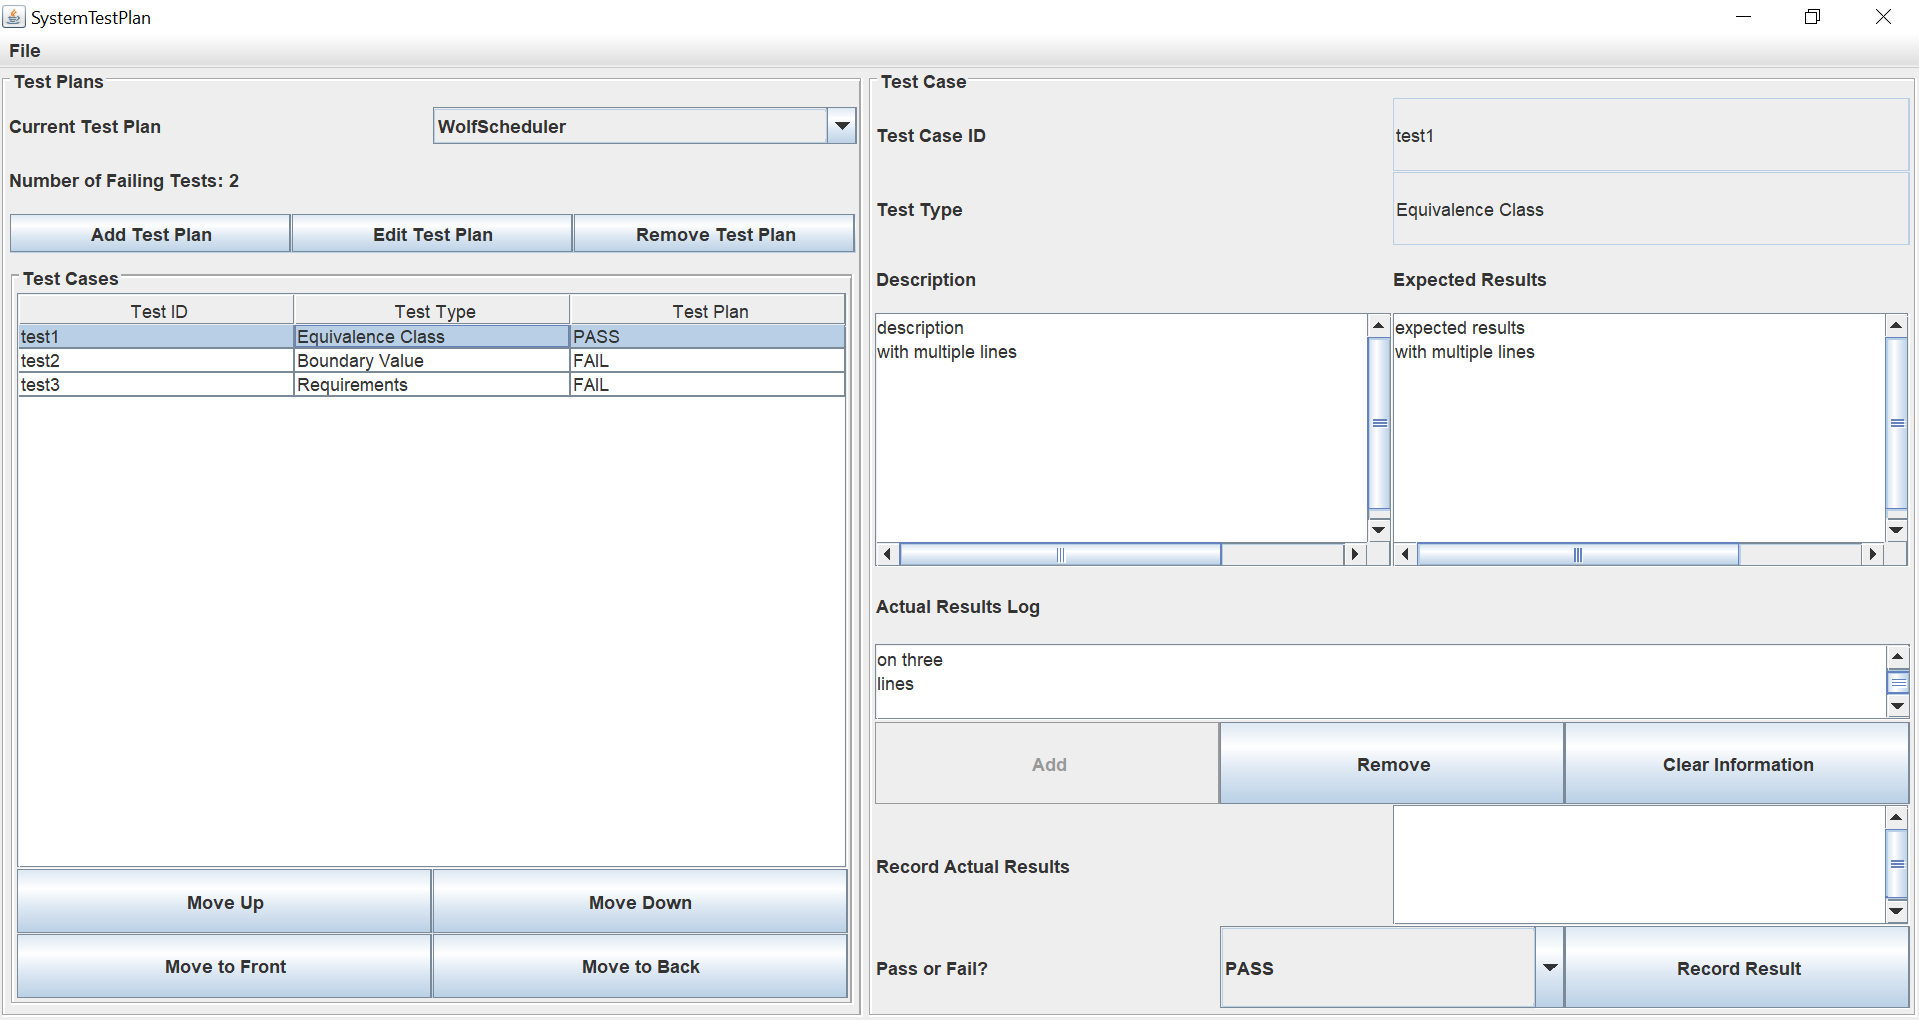 SystemTestPlan
File
Test Plans
Current Test Plan
WolfScheduler
Number of Failing Tests: 2
Add Test Plan
Edit Test Plan
Remove Test Plan
Test Cases
Test ID
Test Type
Test Plan
test1
Equivalence Class
PASS
test2
Boundary Value
FAIL
test3
Requirements
FAIL
Move Up
Move Down
Move to Front
Move to Back
Test Case
Test Case ID
test1
Test Type
Equivalence Class
Description
Expected Results
description
with multiple lines
expected results
with multiple lines
Actual Results Log
on three
lines
Add
Remove
Clear Information
Record Actual Results
Pass or Fail?
PASS
Record Result